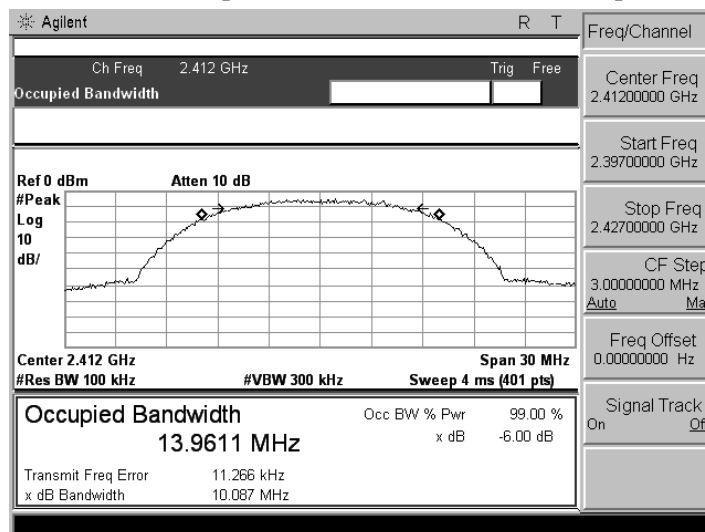 Agilent R T
Freq/Channel
Ch Freq 2.412 GHz Trig Free
Occupied Bandwidth
Center Freq
2.41200000 GHz
Start Freq
2.39700000 GHz
Stop Freq
2.42700000 GHz
CF Step
3.00000000 MHz
Auto Ma
Freq Offset
0.00000000 Hz
Signal Track
On Of
Ref 0 dBm Atten 10 dB
#Peak
Log
10
dB/
Center 2.412 GHz Span 30 MHz
#Res BW 100 kHz #VBW 300 kHz Sweep 4 ms (401 pts)
Occupied Bandwidth
13.9611 MHz
Occ BW % Pwr 99.00 %
x dB -6.00 dB
Transmit Freq Error 11.266 kHz
x dB Bandwidth 10.087 MHz